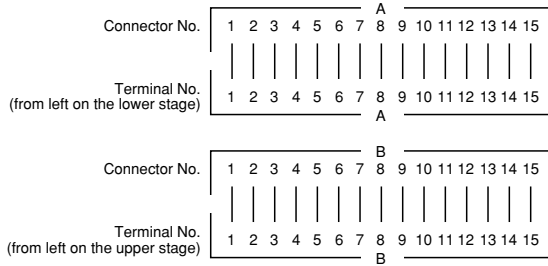 A
Connector No. 1 2 3 4 5 6 7 8 9 10 11 12 13 14 15
Terminal No.
(from left on the lower stage) 1 2 3 4 5 6 7 8 9 10 11 12 13 14 15
A
B
Connector No. 1 2 3 4 5 6 7 8 9 10 11 12 13 14 15
Terminal No.
(from left on the upper stage) 1 2 3 4 5 6 7 8 9 10 11 12 13 14 15
B